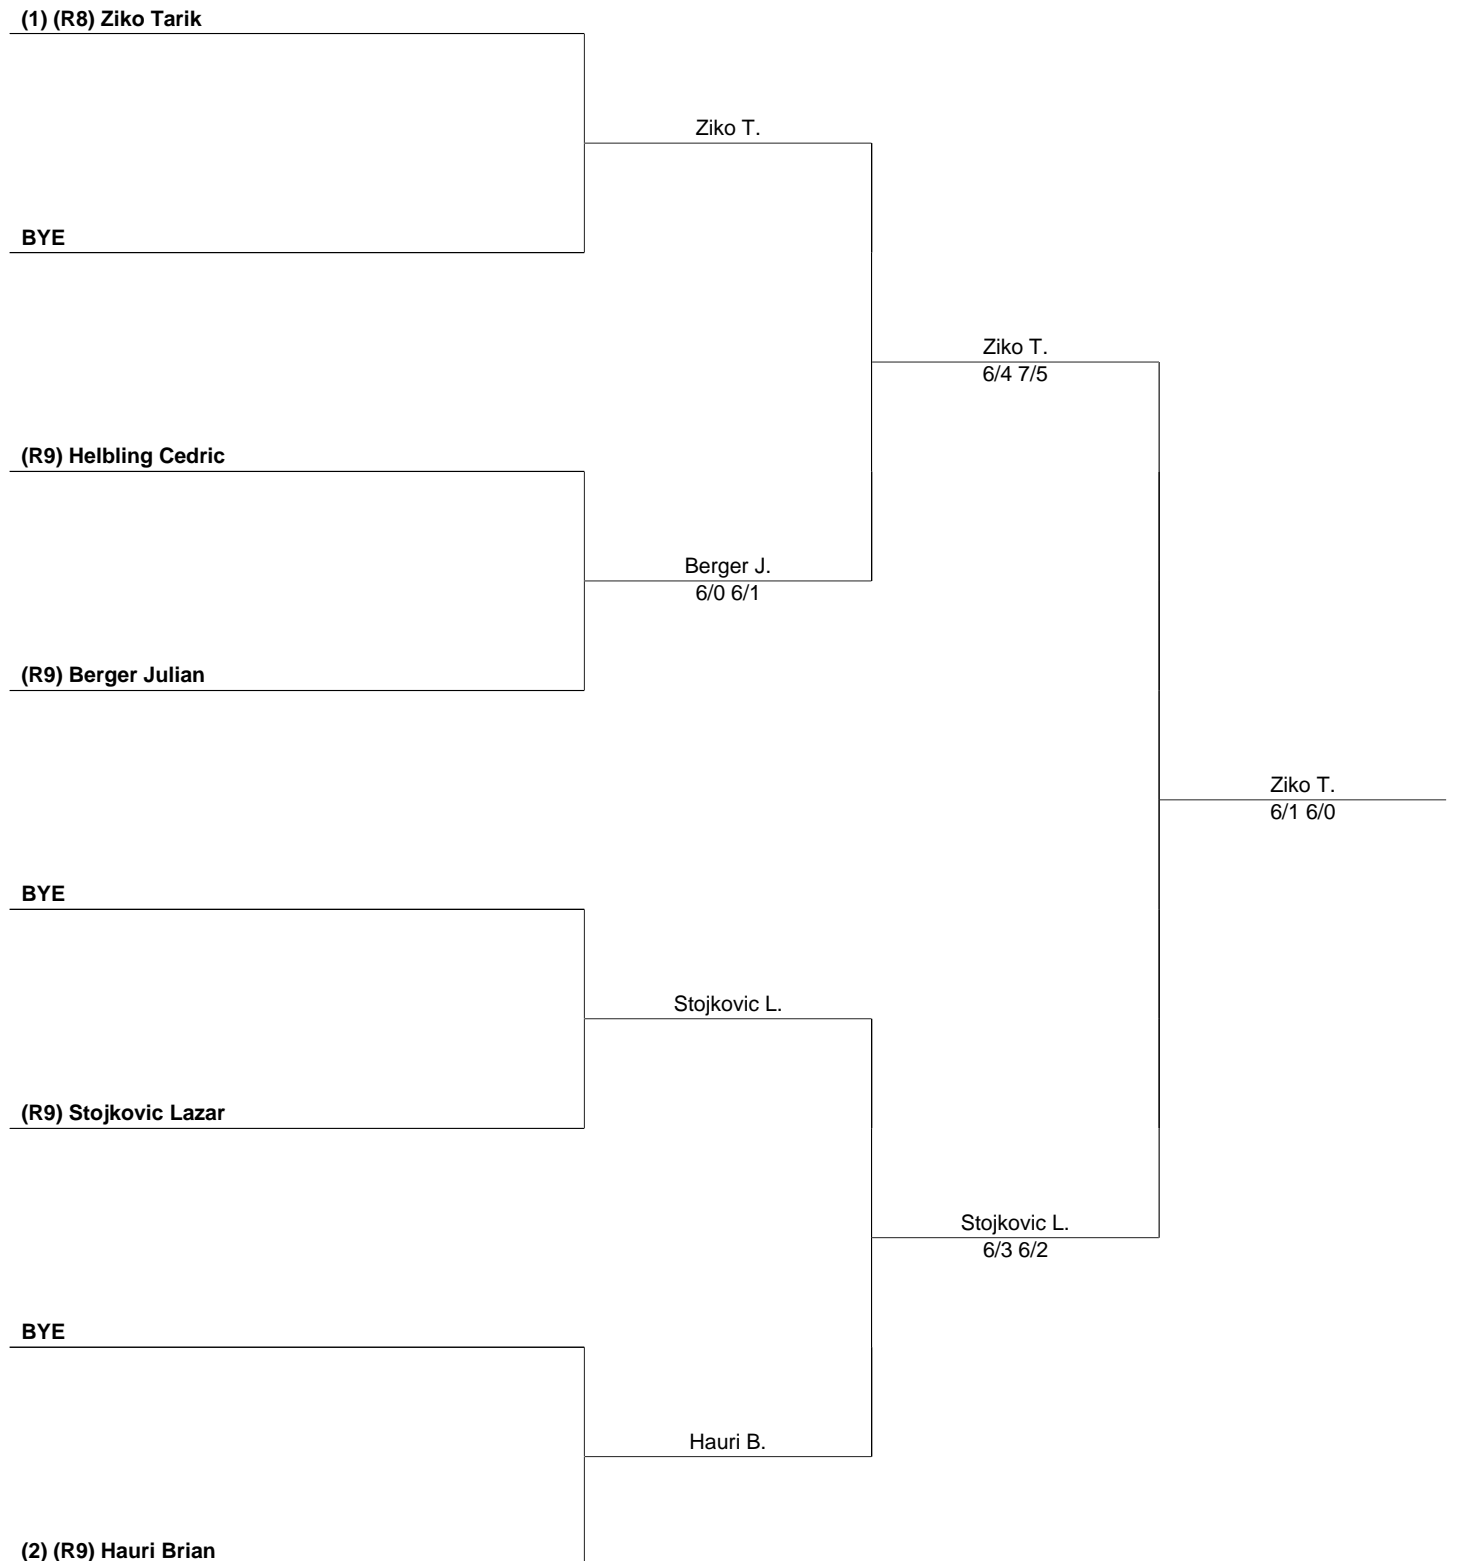 (1) (R8) Ziko Tarik
Ziko T.
BYE
Ziko T.
6/4 7/5
(R9) Helbling Cedric
Berger J.
6/0 6/1
(R9) Berger Julian
Ziko T.
6/1 6/0
BYE
Stojkovic L.
(R9) Stojkovic Lazar
Stojkovic L.
6/3 6/2
BYE
Hauri B.
(2) (R9) Hauri Brian